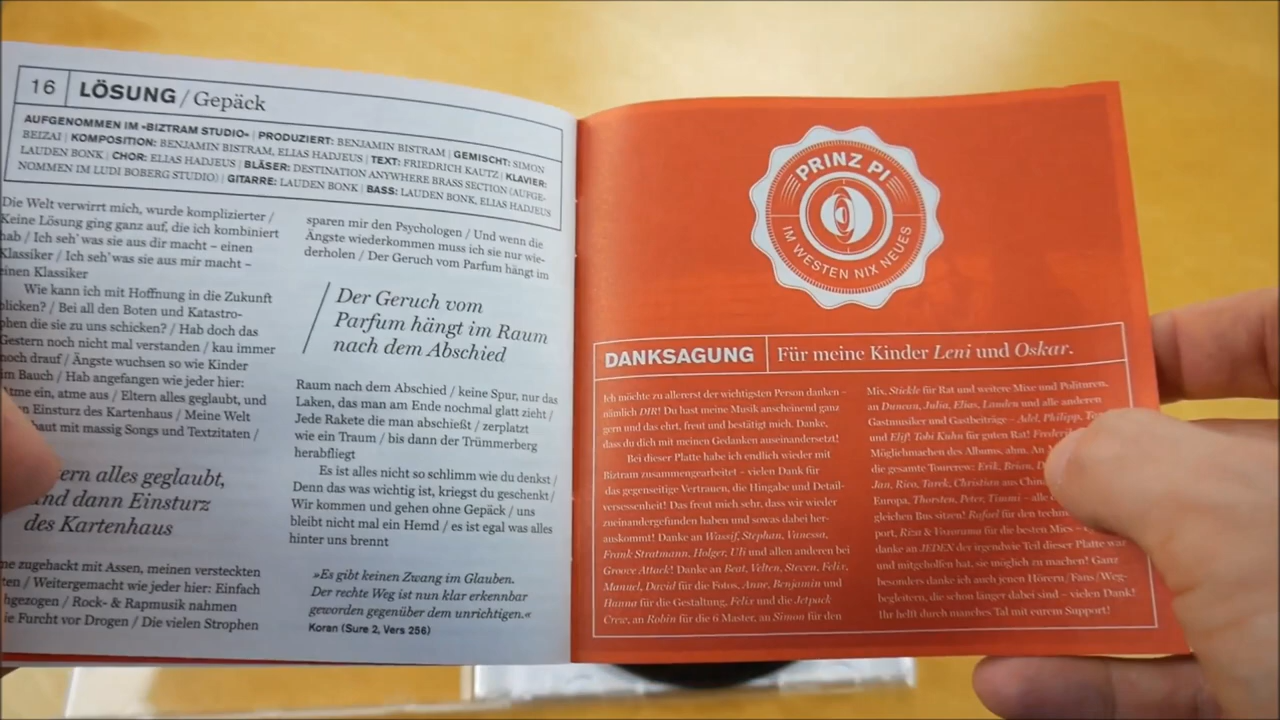 16 LÖSUNG / Gepäck
AUFGENOMMEN IM »BIZTRAM STUDIO« | PRODUZIERT: BENJAMIN BISTRAM | GEMISCHT: SIMON
BEIZAI | KOMPOSITION: BENJAMIN BISTRAM, ELIAS HADJEUS | TEXT: FRIEDRICH KAUTZ | KLAVIER:
LAUDEN BONK | CHOR: ELIAS HADJEUS | BLÄSER: DESTINATION ANYWHERE BRASS SECTION (AUFGE-
NOMMEN IM LUDI BOBERG STUDIO) | GITARRE: LAUDEN BONK | BASS: LAUDEN BONK, ELIAS HADJEUS
Die Welt verwirrt mich, wurde komplizierter /
Keine Lösung ging ganz auf, die ich kombiniert
hab / Ich seh' was sie aus dir macht – einen
Klassiker / Ich seh' was sie aus mir macht –
einen Klassiker
Wie kann ich mit Hoffnung in die Zukunft
blicken? / Bei all den Boten und Katastro-
phen die sie zu uns schicken? / Hab doch das
Gestern noch nicht mal verstanden / kau immer
noch drauf / Ängste wuchsen so wie Kinder
im Bauch / Hab angefangen wie jeder hier:
Atme ein, atme aus / Eltern alles geglaubt, und
Einsturz des Kartenhaus / Meine Welt
haut mit massig Songs und Textzitaten /
ern alles geglaubt,
und dann Einsturz
des Kartenhaus
ne zugehackt mit Assen, meinen versteckten
ten / Weitergemacht wie jeder hier: Einfach
hgezogen / Rock- & Rapmusik nahmen
ie Furcht vor Drogen / Die vielen Strophen
sparen mir den Psychologen / Und wenn die
Ängste wiederkommen muss ich sie nur wie-
derholen / Der Geruch vom Parfum hängt im
Der Geruch vom
Parfum hängt im Raum
nach dem Abschied
Raum nach dem Abschied / keine Spur, nur das
Laken, das man am Ende nochmal glatt zieht /
Jede Rakete die man abschießt / zerplatzt
wie ein Traum / bis dann der Trümmerberg
herabfliegt
Es ist alles nicht so schlimm wie du denkst /
Denn das was wichtig ist, kriegst du geschenkt /
Wir kommen und gehen ohne Gepäck / uns
bleibt nicht mal ein Hemd / es ist egal was alles
hinter uns brennt
»Es gibt keinen Zwang im Glauben.
Der rechte Weg ist nun klar erkennbar
geworden gegenüber dem unrichtigen.«
Koran (Sure 2, Vers 256)
PRINZ PI
IM WESTEN NIX NEUES
DANKSAGUNG Für meine Kinder Leni und Oskar.
Ich möchte zu allererst der wichtigsten Person danken –
nämlich DIR! Du hast meine Musik anscheinend ganz
gern und das ehrt, freut und bestätigt mich. Danke,
dass du dich mit meinen Gedanken auseinandersetzt!
Bei dieser Platte habe ich endlich wieder mit
Biztram zusammengearbeitet – vielen Dank für
das gegenseitige Vertrauen, die Hingabe und Detail-
versessenheit! Das freut mich sehr, dass wir wieder
zueinandergefunden haben und sowas dabei her-
auskommt! Danke an Wassif, Stephan, Vanessa,
Frank Stratmann, Holger, Uli und allen anderen bei
Groove Attack! Danke an Beat, Velten, Steven, Felix,
Manuel, David für die Fotos, Anne, Benjamin und
Hanna für die Gestaltung, Felix und die Jetpack
Crew, an Robin für die 6 Master, an Simon für den
Mix, Stickle für Rat und weitere Mixe und Polituren,
an Duncan, Julia, Elias, Lauden und alle anderen
Gastmusiker und Gastbeiträge – Adel, Philipp,
und Elif! Tobi Kuhn für guten Rat!
Möglichmachen des Albums, ahm. An
die gesamte Tourcrew: Erik, Brian,
Jan, Rico, Tarek, Christian aus
Europa, Thorsten, Peter, Timmi – alle
gleichen Bus sitzen! Rafael für den
port, Riza & Vovorama für die besten Mics –
danke an JEDEN der irgendwie Teil dieser Platte war
und mitgeholfen hat, sie möglich zu machen! Ganz
besonders danke ich auch jenen Hörern / Fans / Weg-
begleitern, die schon länger dabei sind – vielen Dank!
Ihr helft durch manches Tal mit eurem Support!